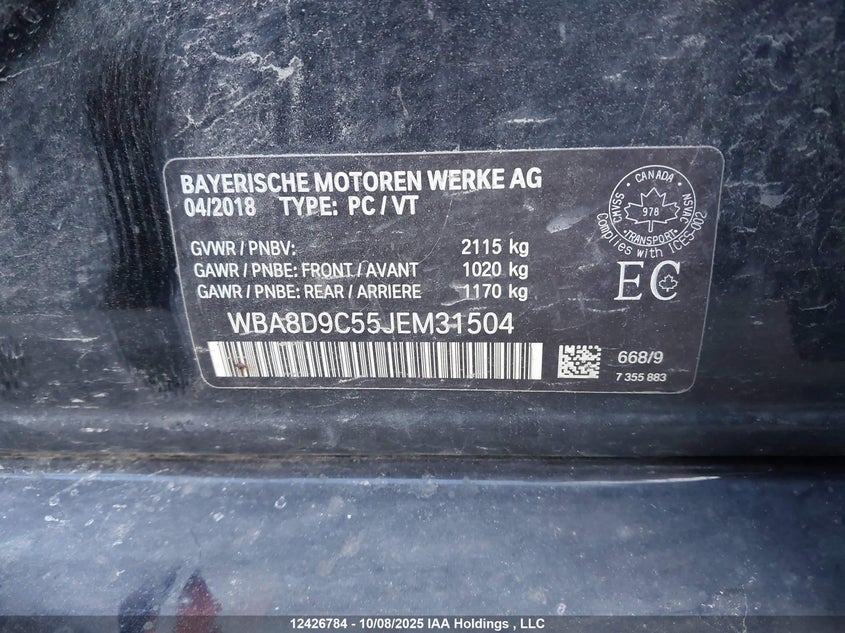 BAYERISCHE MOTOREN WERKE AG
04/2018 TYPE: PC / VT
GVWR / PNBV: 2115 kg
GAWR / PNBE: FRONT / AVANT 1020 kg
GAWR / PNBE: REAR / ARRIERE 1170 kg
WBA8D9C55JEM31504
CANADA
CMVSS
978
NSVAC
TRANSPORT
Complies with ICES-002
EC
668/9
7 355 883
12426784 - 10/08/2025 IAA Holdings , LLC